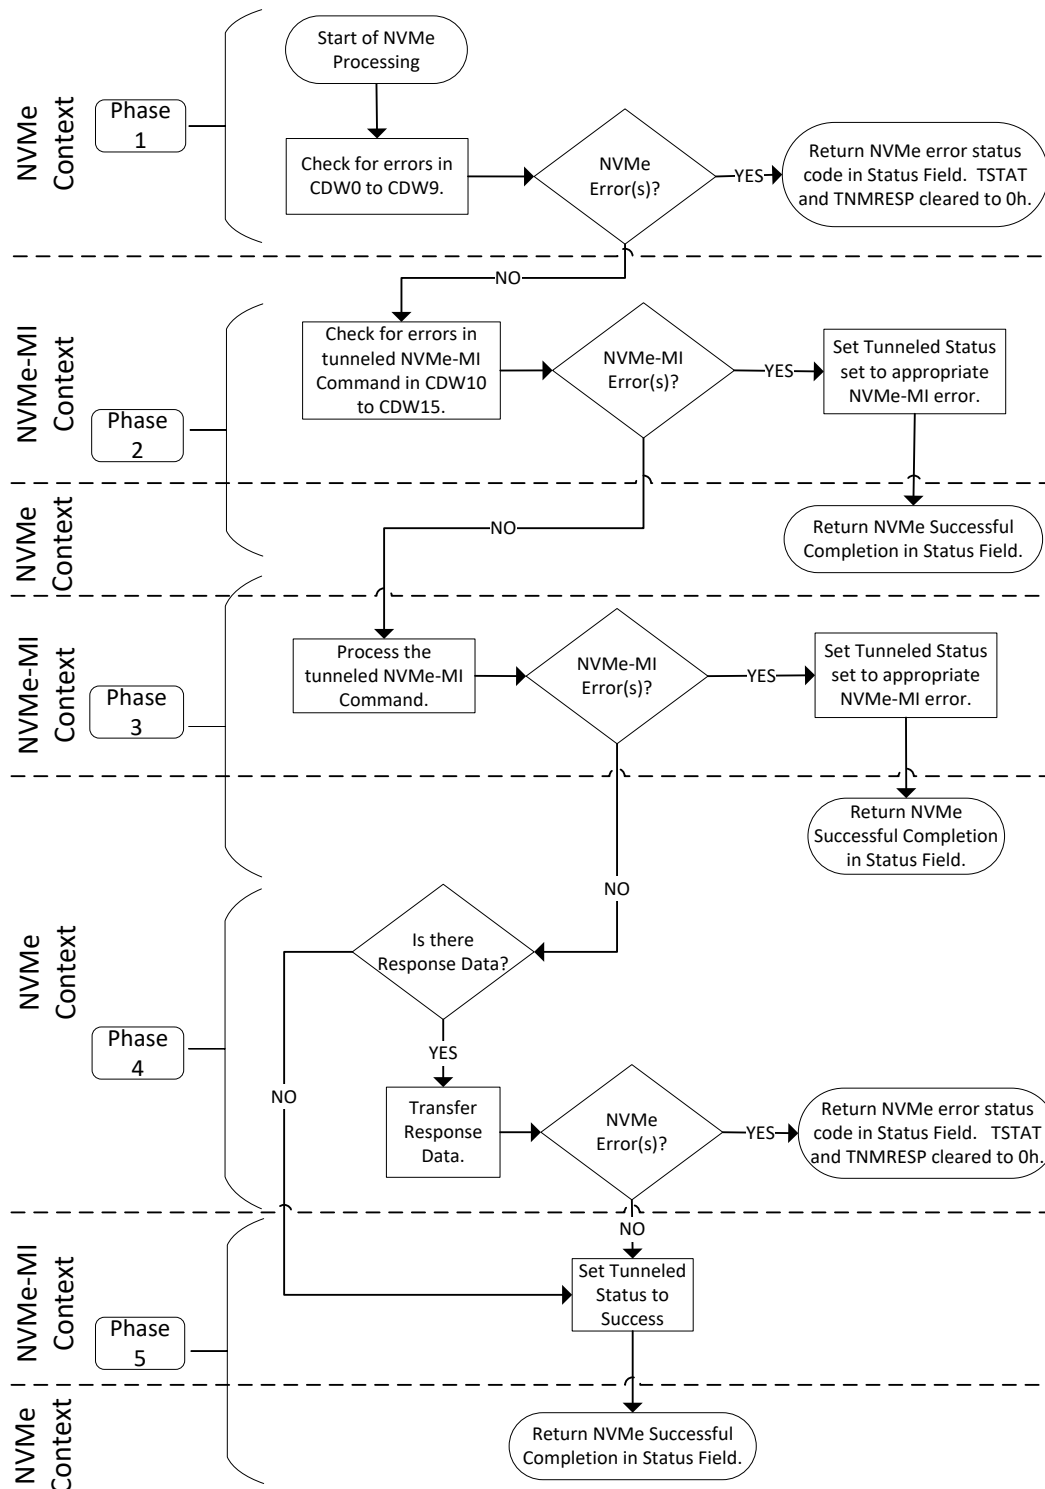 NVMe
Context
Phase
1
Start of NVMe
Processing
Check for errors in
CDW0 to CDW9.
NVMe
Error(s)?
YES
Return NVMe error status
code in Status Field.  TSTAT
and TNMRESP cleared to 0h.
NO
NVMe-MI
Context
Phase
2
Check for errors in
tunneled NVMe-MI
Command in CDW10
to CDW15.
NVMe-MI
Error(s)?
YES
Set Tunneled Status
set to appropriate
NVMe-MI error.
NVMe
Context
NO
Return NVMe Successful
Completion in Status Field.
NVMe-MI
Context
Phase
3
Process the
tunneled NVMe-MI
Command.
NVMe-MI
Error(s)?
YES
Set Tunneled Status
set to appropriate
NVMe-MI error.
Return NVMe
Successful Completion
in Status Field.
NO
NVMe
Context
Phase
4
Is there
Response Data?
YES
NO
Transfer
Response
Data.
NVMe
Error(s)?
YES
Return NVMe error status
code in Status Field.   TSTAT
and TNMRESP cleared to 0h.
NO
NVMe-MI
Context
Phase
5
Set Tunneled
Status to
Success
NVMe
Context
Return NVMe Successful
Completion in Status Field.